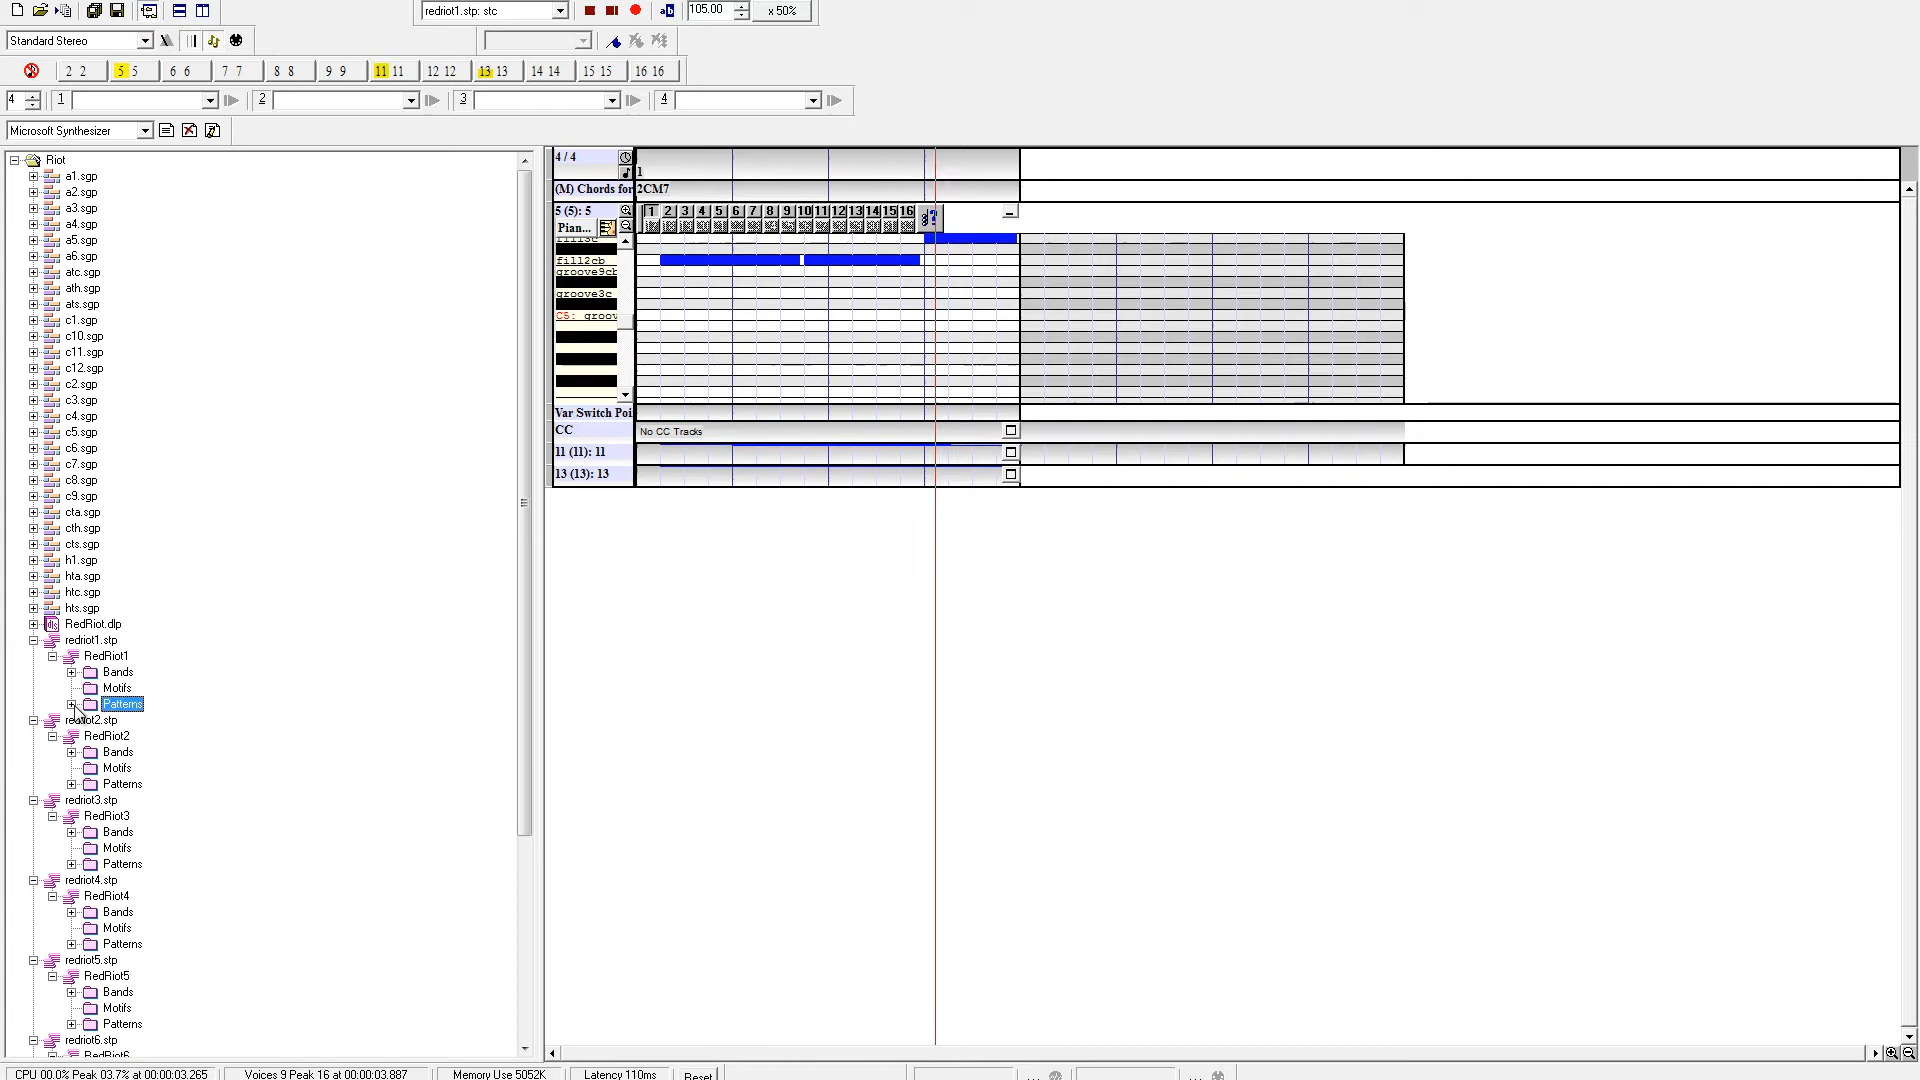 redriot1.stp: stc 105.00 x 50%
Standard Stereo
2 2 5 5 6 6 7 7 8 8 9 9 11 11 12 12 13 13 14 14 15 15 16 16
4 1 2 3 4
Microsoft Synthesizer
Riot
a1.sgp
a2.sgp
a3.sgp
a4.sgp
a5.sgp
a6.sgp
atc.sgp
ath.sgp
ats.sgp
c1.sgp
c10.sgp
c11.sgp
c12.sgp
c2.sgp
c3.sgp
c4.sgp
c5.sgp
c6.sgp
c7.sgp
c8.sgp
c9.sgp
cta.sgp
cth.sgp
cts.sgp
h1.sgp
hta.sgp
htc.sgp
hts.sgp
RedRiot.dlp
redriot1.stp
RedRiot1
Bands
Motifs
Patterns
redriot2.stp
RedRiot2
Bands
Motifs
Patterns
redriot3.stp
RedRiot3
Bands
Motifs
Patterns
redriot4.stp
RedRiot4
Bands
Motifs
Patterns
redriot5.stp
RedRiot5
Bands
Motifs
Patterns
redriot6.stp
RedRiot6
4 / 4
1
(M) Chords for 2CM7
5 (5): 5 1 2 3 4 5 6 7 8 9 10 11 12 13 14 15 16
Pian...
fill3c
fill2cb
groove9cb
groove3c
C5: groov
Var Switch Poi
CC No CC Tracks
11 (11): 11
13 (13): 13
CPU 00.0% Peak 03.7% at 00:00:03.265 Voices 9 Peak 16 at 00:00:03.887 Memory Use 5052K Latency 110ms Reset